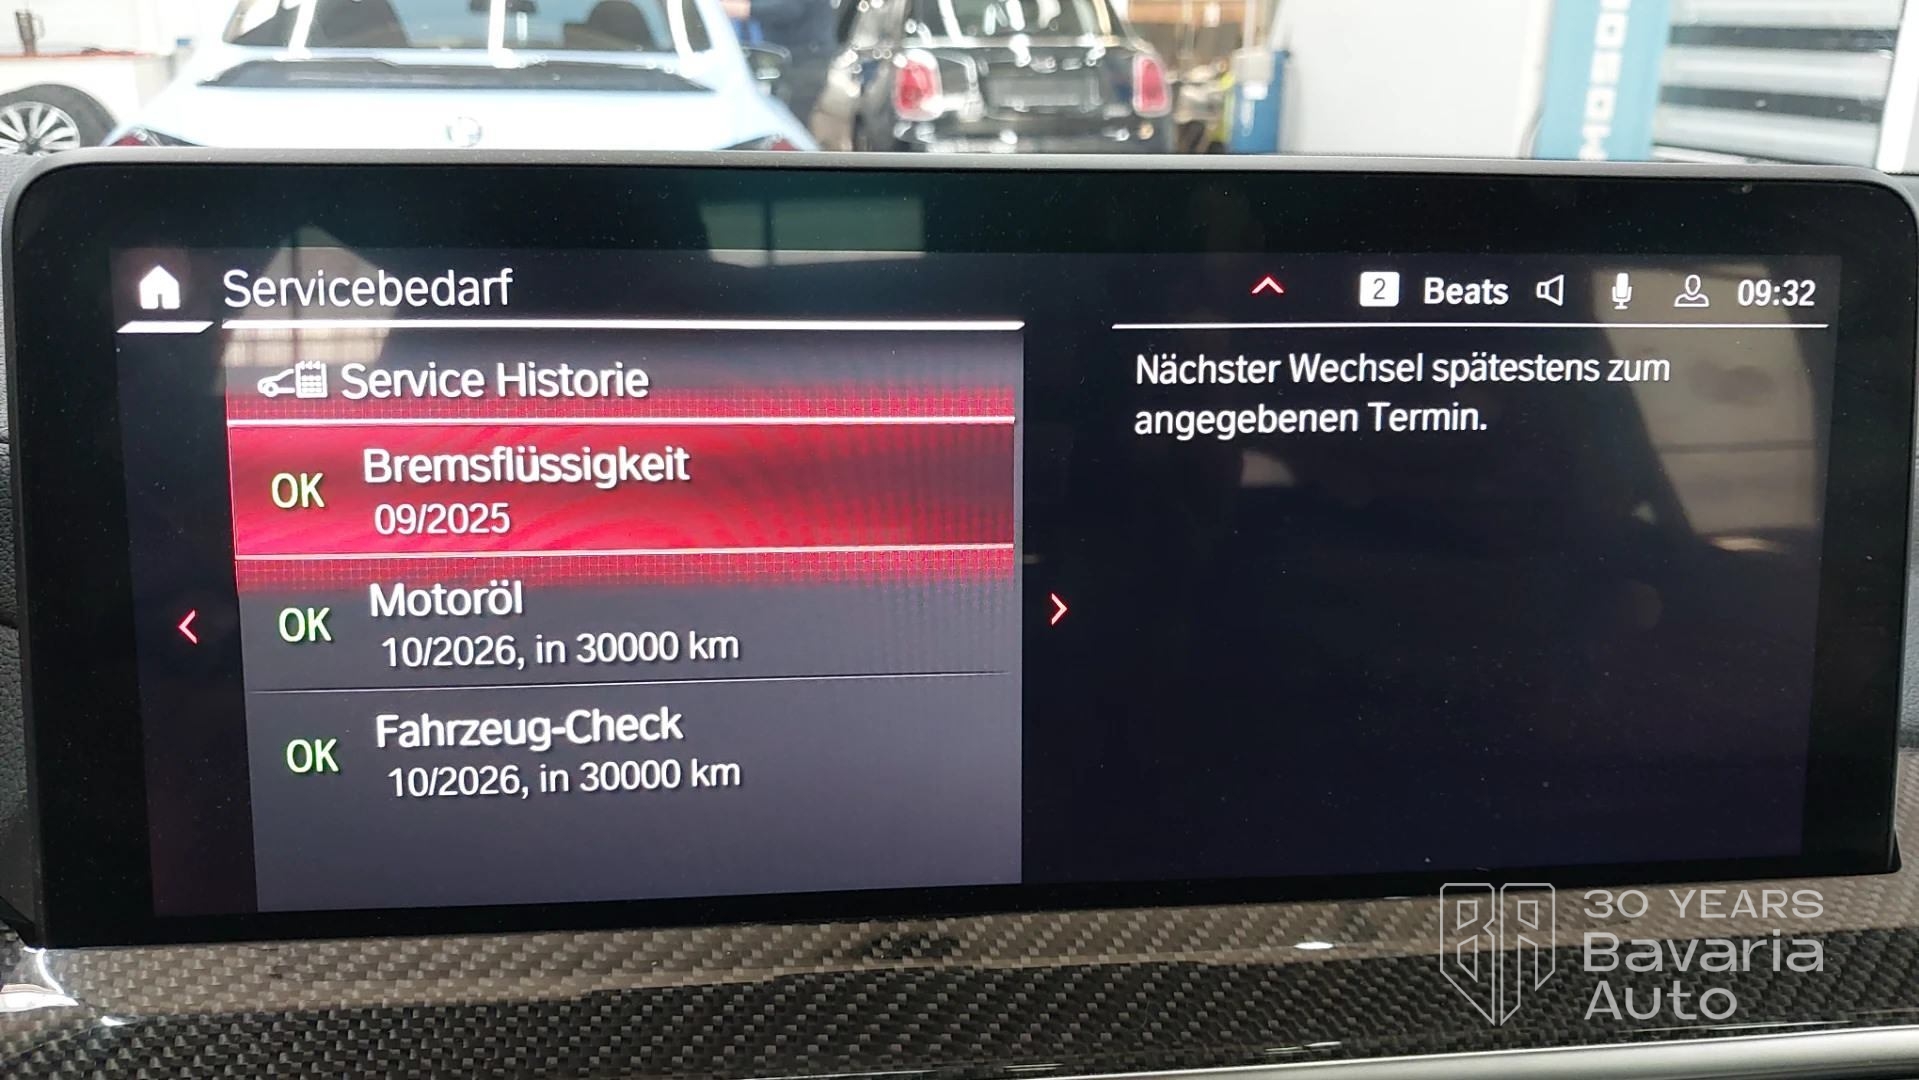 Servicebedarf
2 Beats 09:32
Service Historie
OK Bremsflüssigkeit
09/2025
OK Motoröl
10/2026, in 30000 km
OK Fahrzeug-Check
10/2026, in 30000 km
Nächster Wechsel spätestens zum
angegebenen Termin.
BA 30 YEARS
Bavaria
Auto